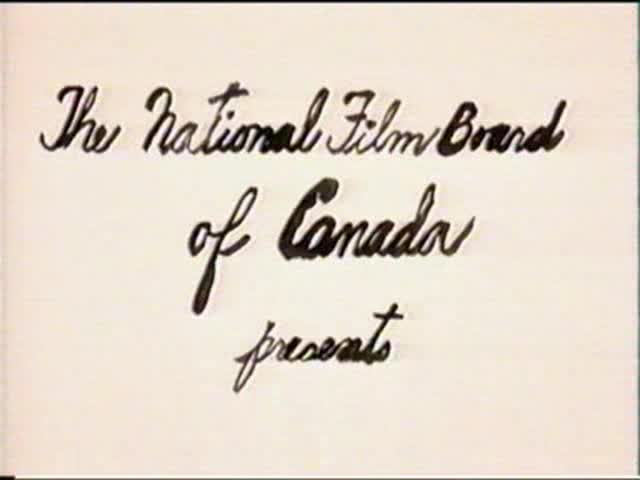 The National Film Board
of Canada
presents